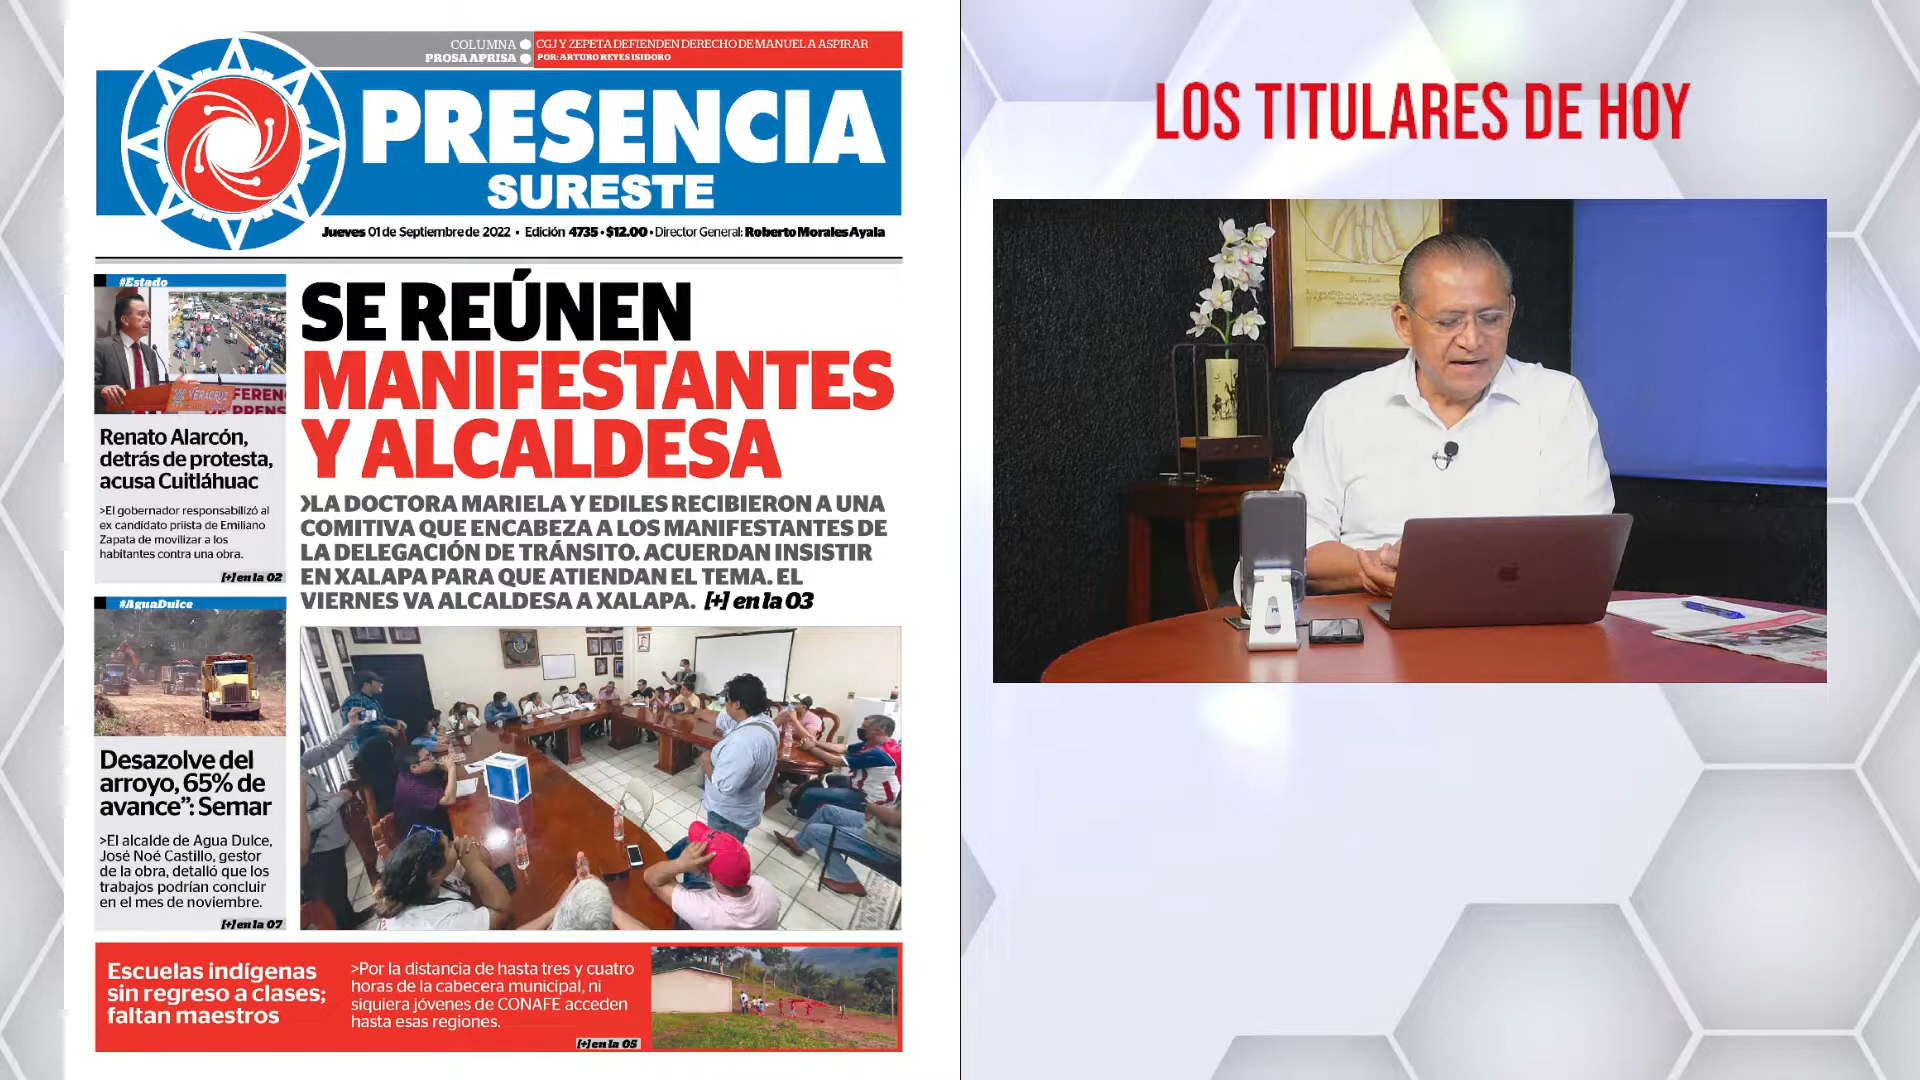 COLUMNA
PROSA APRISA
CGJ Y ZEPETA DEFIENDEN DERECHO DE MANUEL A ASPIRAR
POR: ARTURO REYES ISIDORO
PRESENCIA
SURESTE
Jueves 01 de Septiembre de 2022 • Edición 4735 • $12.00 • Director General: Roberto Morales Ayala
#Estado
VERACRUZ
FEREN
PRENS
Renato Alarcón,
detrás de protesta,
acusa Cuitláhuac
>El gobernador responsabilizó al
ex candidato priista de Emiliano
Zapata de movilizar a los
habitantes contra una obra.
[+] en la 02
#AguaDulce
Desazolve del
arroyo, 65% de
avance”: Semar
>El alcalde de Agua Dulce,
José Noé Castillo, gestor
de la obra, detalló que los
trabajos podrían concluir
en el mes de noviembre.
[+] en la 07
SE REÚNEN
MANIFESTANTES
Y ALCALDESA
>LA DOCTORA MARIELA Y EDILES RECIBIERON A UNA
COMITIVA QUE ENCABEZA A LOS MANIFESTANTES DE
LA DELEGACIÓN DE TRÁNSITO. ACUERDAN INSISTIR
EN XALAPA PARA QUE ATIENDAN EL TEMA. EL
VIERNES VA ALCALDESA A XALAPA. [+] en la 03
Escuelas indígenas
sin regreso a clases;
faltan maestros
>Por la distancia de hasta tres y cuatro
horas de la cabecera municipal, ni
siquiera jóvenes de CONAFE acceden
hasta esas regiones.
[+] en la 05
LOS TITULARES DE HOY